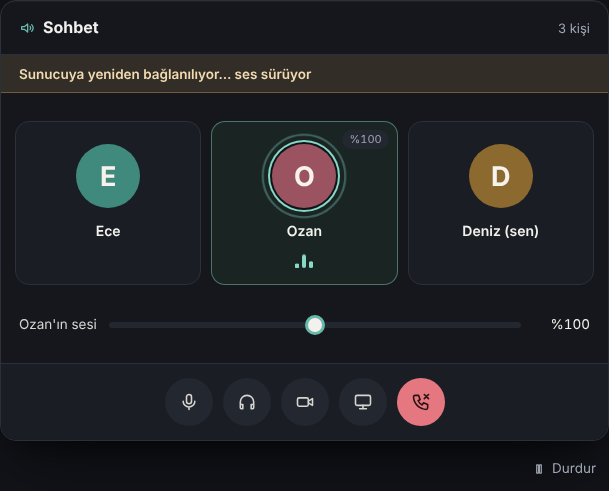 Sohbet
3 kişi
Sunucuya yeniden bağlanılıyor... ses sürüyor
E
Ece
%100
O
Ozan
D
Deniz (sen)
Ozan'ın sesi
%100
Durdur